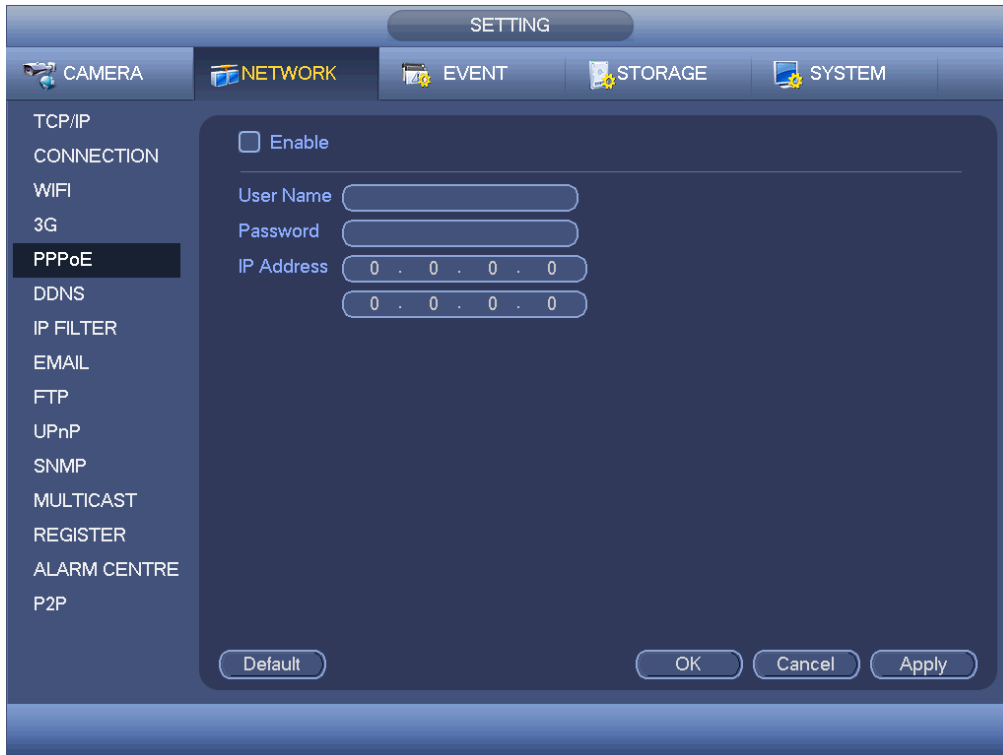 SETTING
CAMERA NETWORK EVENT STORAGE SYSTEM
TCP/IP
CONNECTION
WIFI
3G
PPPoE
DDNS
IP FILTER
EMAIL
FTP
UPnP
SNMP
MULTICAST
REGISTER
ALARM CENTRE
P2P
Enable
User Name
Password
IP Address 0 . 0 . 0 . 0
0 . 0 . 0 . 0
Default OK Cancel Apply